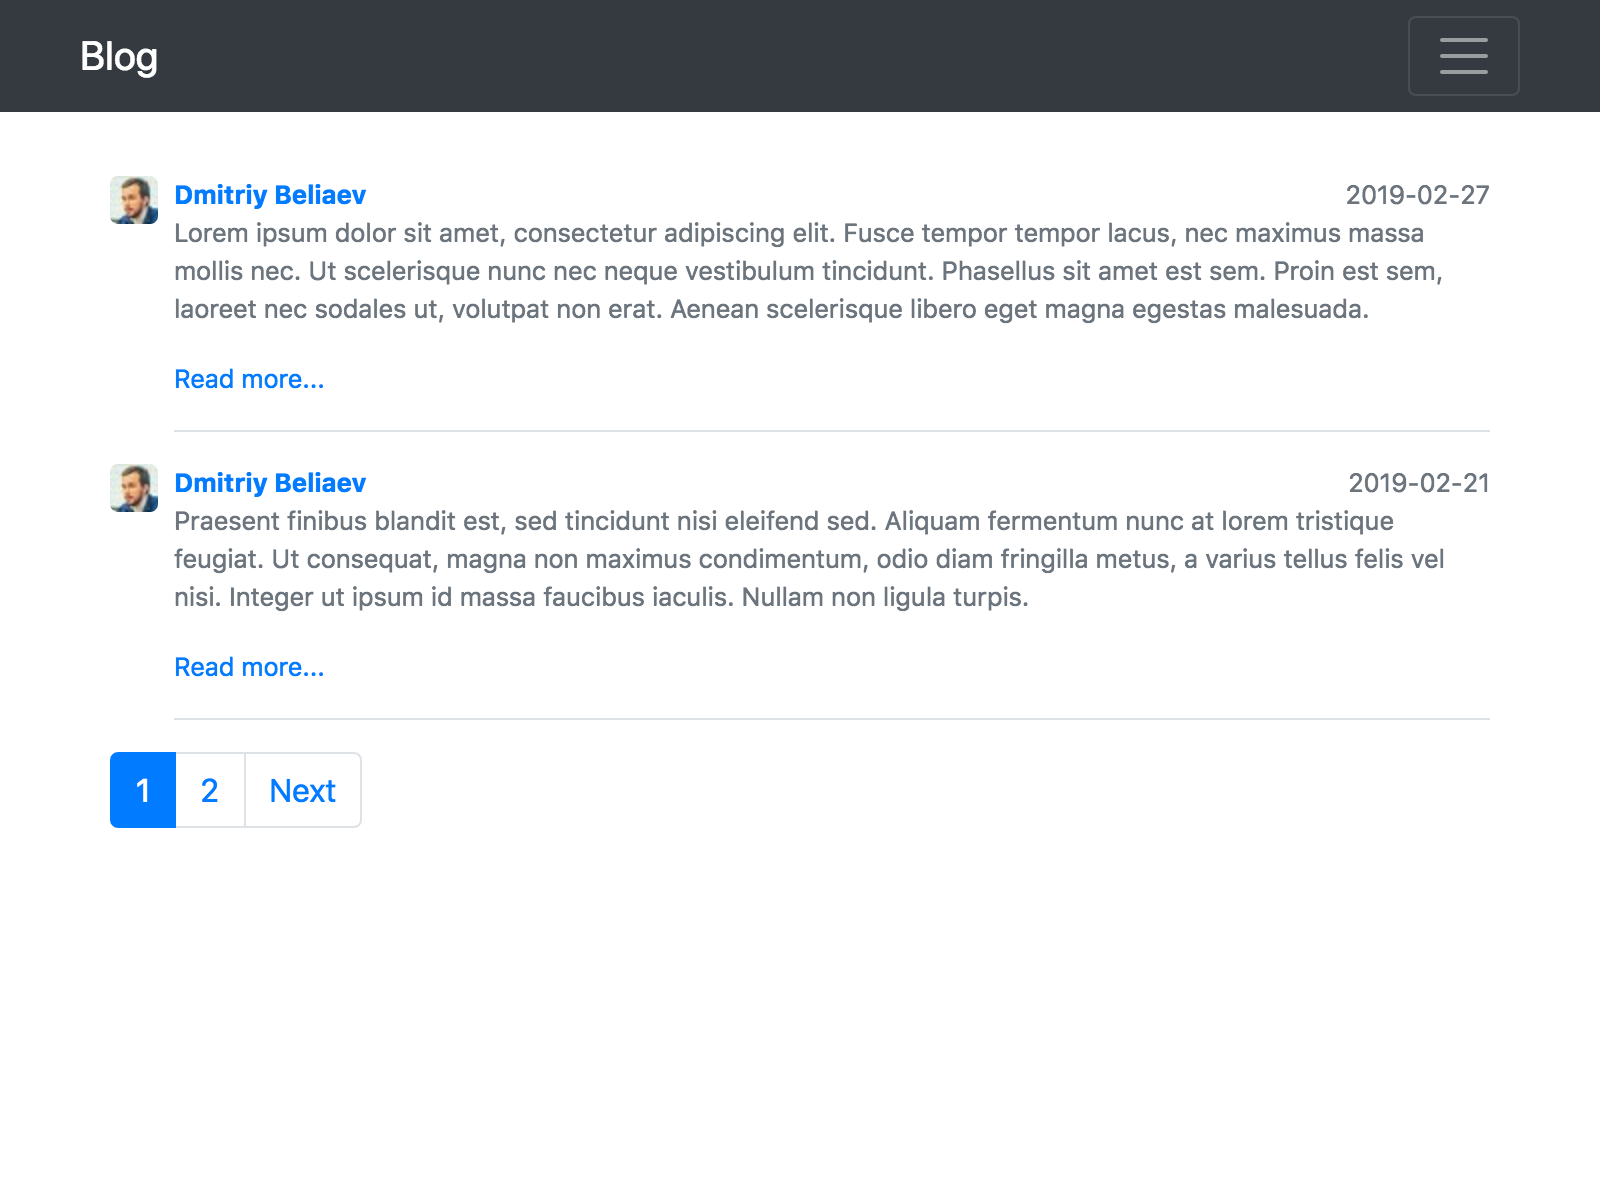 Blog
Dmitriy Beliaev 2019-02-27
Lorem ipsum dolor sit amet, consectetur adipiscing elit. Fusce tempor tempor lacus, nec maximus massa
mollis nec. Ut scelerisque nunc nec neque vestibulum tincidunt. Phasellus sit amet est sem. Proin est sem,
laoreet nec sodales ut, volutpat non erat. Aenean scelerisque libero eget magna egestas malesuada.
Read more...
Dmitriy Beliaev 2019-02-21
Praesent finibus blandit est, sed tincidunt nisi eleifend sed. Aliquam fermentum nunc at lorem tristique
feugiat. Ut consequat, magna non maximus condimentum, odio diam fringilla metus, a varius tellus felis vel
nisi. Integer ut ipsum id massa faucibus iaculis. Nullam non ligula turpis.
Read more...
1 2 Next